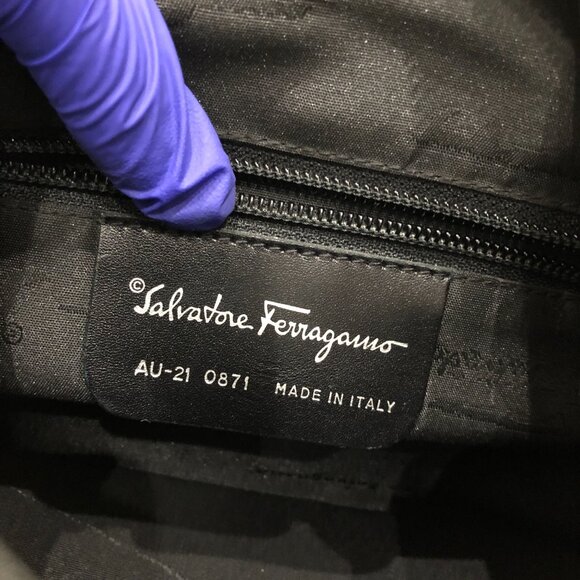 ©Salvatore Ferragamo
AU-21 0871 MADE IN ITALY